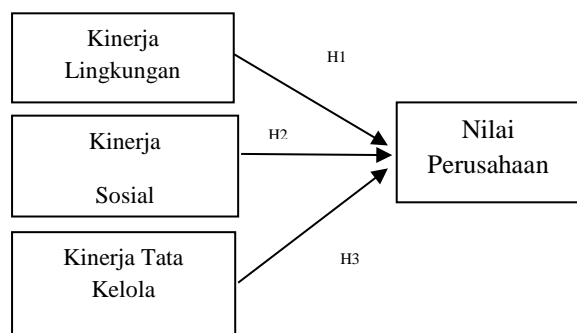 Kinerja
Lingkungan
H1
Kinerja
Sosial
H2
Nilai
Perusahaan
Kinerja Tata
Kelola
H3